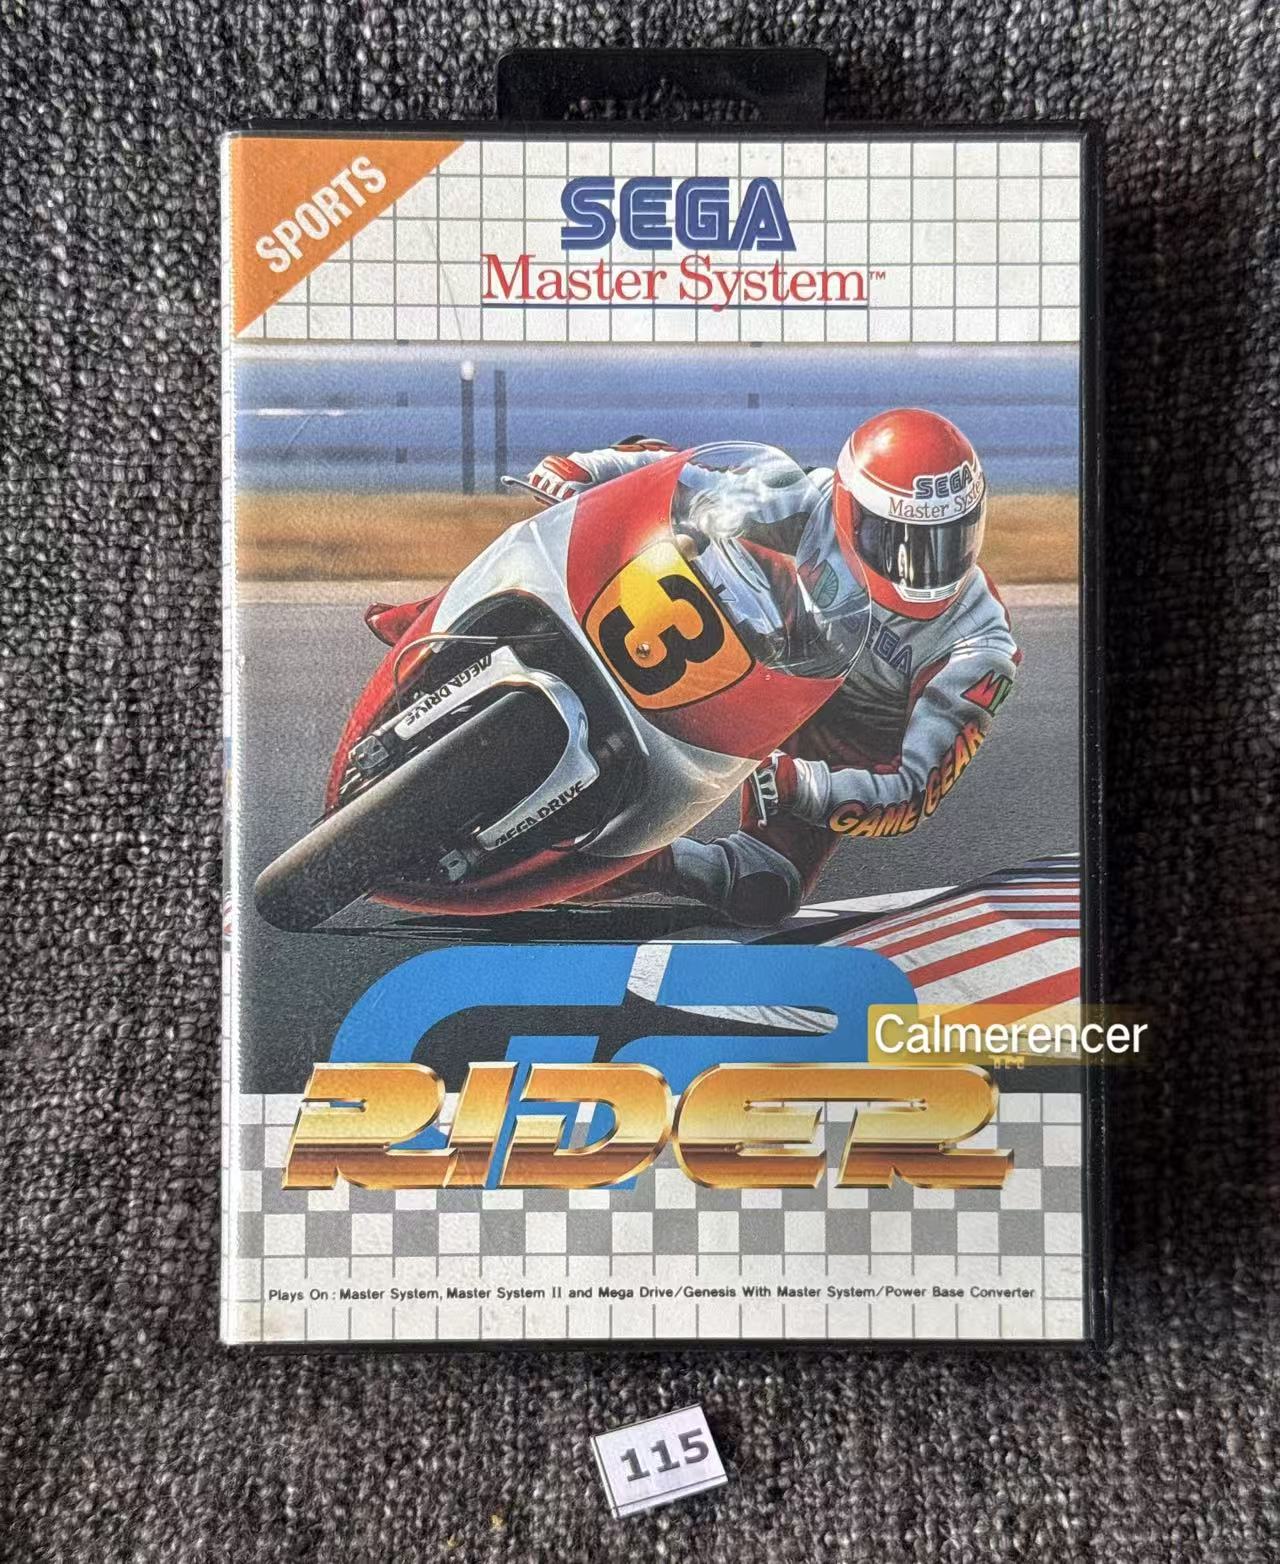 SPORTS
SEGA
Master System™
SEGA
Master Syst
3
SEGA
MEGA DRIVE
MEGA DRIVE
GAME GEAR
GP
Calmerencer
RIDER™
Plays On : Master System, Master System II and Mega Drive/Genesis With Master System/Power Base Converter
115